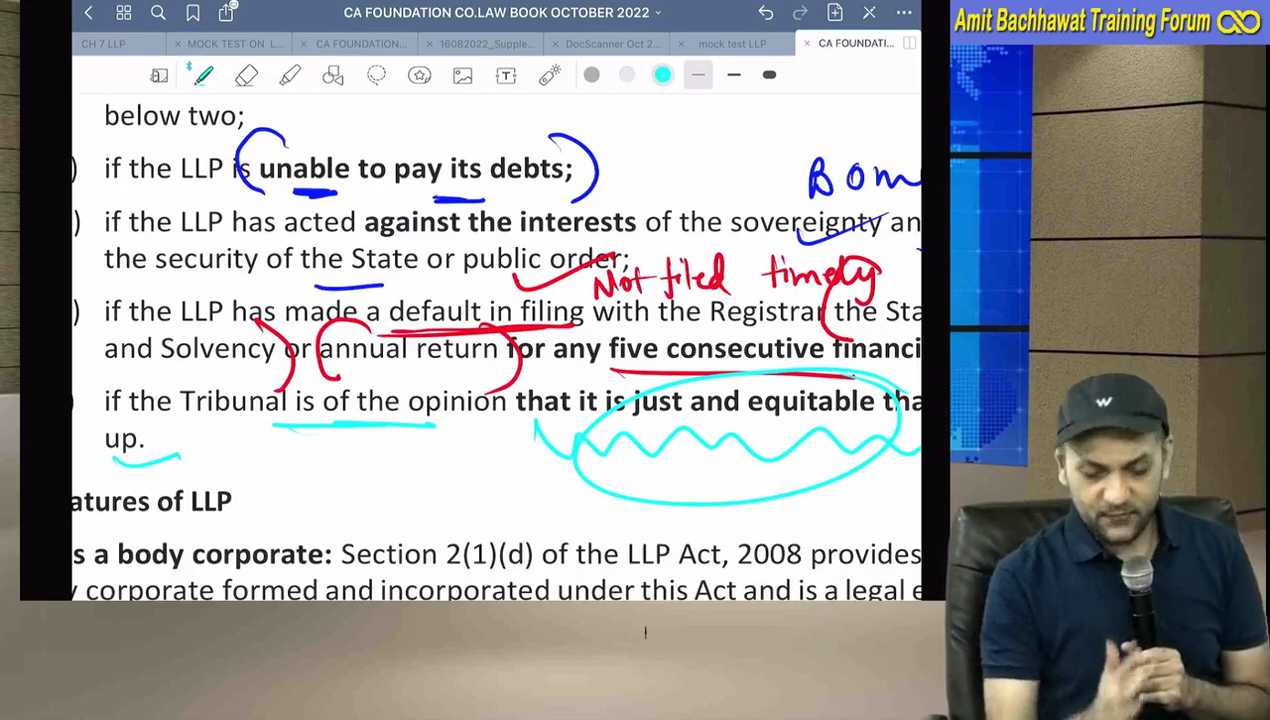 CA FOUNDATION CO.LAW BOOK OCTOBER 2022
Amit Bachhawat Training Forum
CH 7 LLP
MOCK TEST ON L...
CA FOUNDATION...
16082022_Supple...
DocScanner Oct 2...
mock test LLP
CA FOUNDATI...
below two;
) if the LLP is unable to pay its debts;
Bom
) if the LLP has acted against the interests of the sovereignty an
the security of the State or public order;
Not filed timely
) if the LLP has made a default in filing with the Registrar the Sta
and Solvency or annual return for any five consecutive financi
) if the Tribunal is of the opinion that it is just and equitable tha
up.
atures of LLP
s a body corporate: Section 2(1)(d) of the LLP Act, 2008 provides
y corporate formed and incorporated under this Act and is a legal e